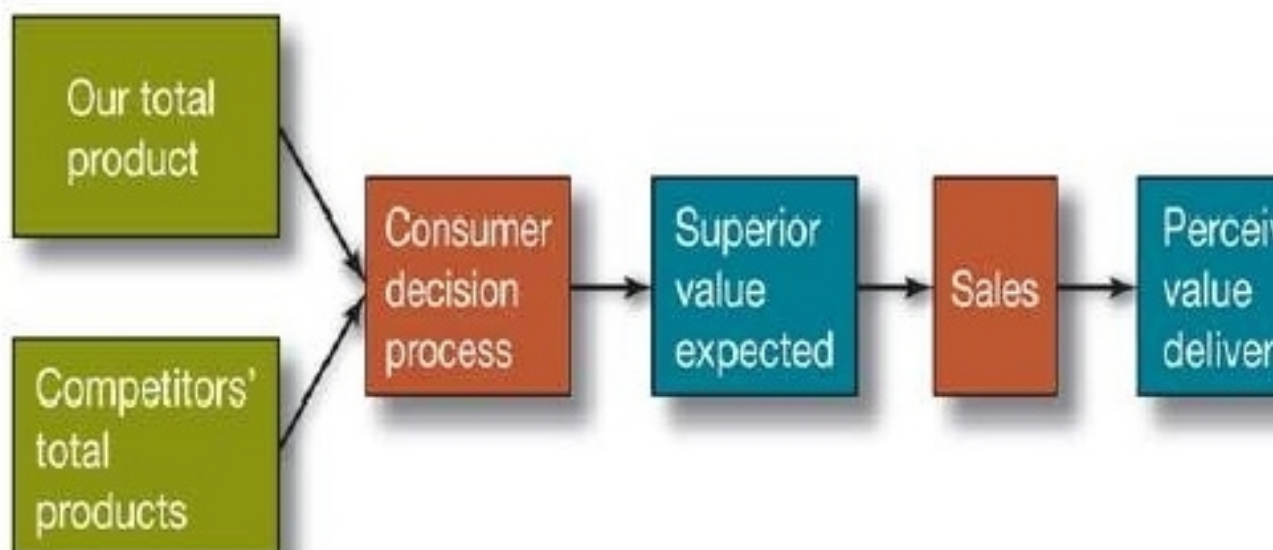 Our total
product
Competitors'
total
products
Consumer
decision
process
Superior
value
expected
Sales
value